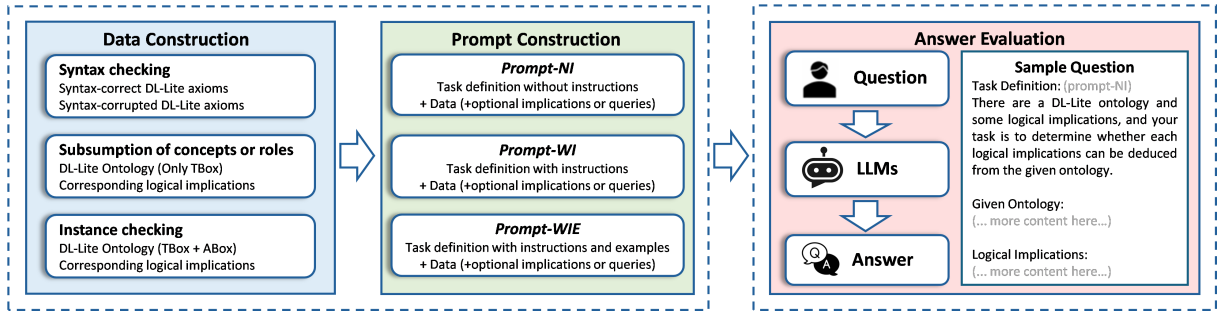 Data Construction
Syntax checking
Syntax-correct DL-Lite axioms
Syntax-corrupted DL-Lite axioms
Subsumption of concepts or roles
DL-Lite Ontology (Only TBox)
Corresponding logical implications
Instance checking
DL-Lite Ontology (TBox + ABox)
Corresponding logical implications
Prompt Construction
Prompt-NI
Task definition without instructions
+ Data (+optional implications or queries)
Prompt-WI
Task definition with instructions
+ Data (+optional implications or queries)
Prompt-WIE
Task definition with instructions and examples
+ Data (+optional implications or queries)
Answer Evaluation
Question
LLMs
Q
A
Answer
Sample Question
Task Definition: (prompt-NI)
There are a DL-Lite ontology and
some logical implications, and your
task is to determine whether each
logical implications can be deduced
from the given ontology.
Given Ontology:
(... more content here...)
Logical Implications:
(... more content here...)